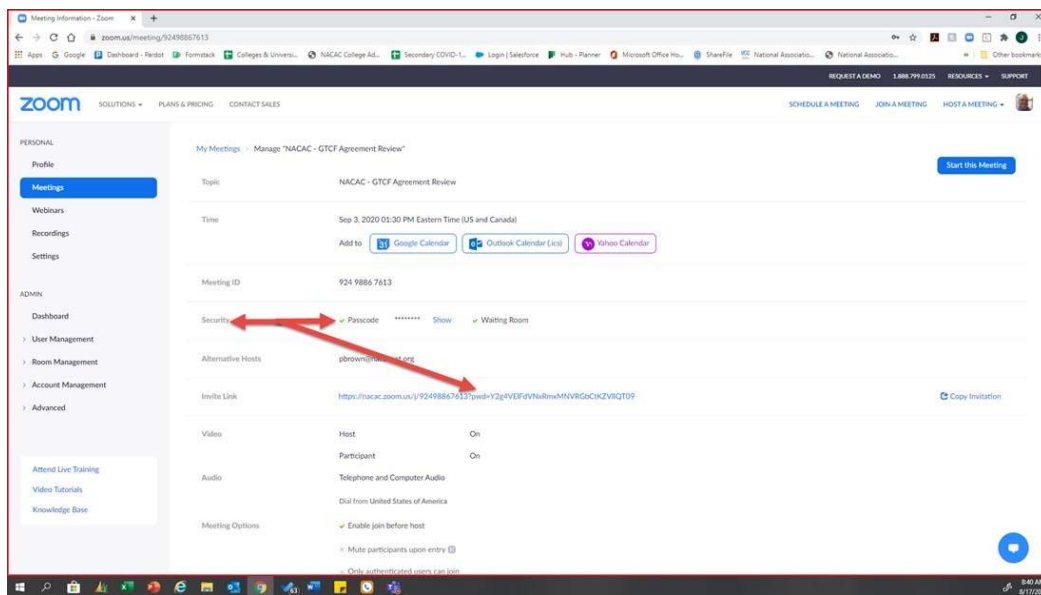 Meeting Information - Zoom
zoom.us/meeting/92498867613
Apps Google Dashboard - Pardot Formstack Colleges & Universi... NACAC College Ad... Secondary COVID-1... Login | Salesforce Hub - Planner Microsoft Office Ho... ShareFile National Associatio... National Associatio... Other bookmark
REQUEST A DEMO 1.888.799.0125 RESOURCES SUPPORT
zoom SOLUTIONS PLANS & PRICING CONTACT SALES SCHEDULE A MEETING JOIN A MEETING HOST A MEETING
PERSONAL
Profile
Meetings
Webinars
Recordings
Settings
ADMIN
Dashboard
User Management
Room Management
Account Management
Advanced
Attend Live Training
Video Tutorials
Knowledge Base
My Meetings > Manage "NACAC - GTCF Agreement Review"
Start this Meeting
Topic NACAC - GTCF Agreement Review
Time Sep 3, 2020 01:30 PM Eastern Time (US and Canada)
Add to Google Calendar Outlook Calendar (.ics) Yahoo Calendar
Meeting ID 924 9886 7613
Security Passcode ******** Show Waiting Room
Alternative Hosts
Invite Link Copy Invitation
Video Host On
Participant On
Audio Telephone and Computer Audio
Dial from United States of America
Meeting Options Enable join before host
Mute participants upon entry
Only authenticated users can join
8:40 AM